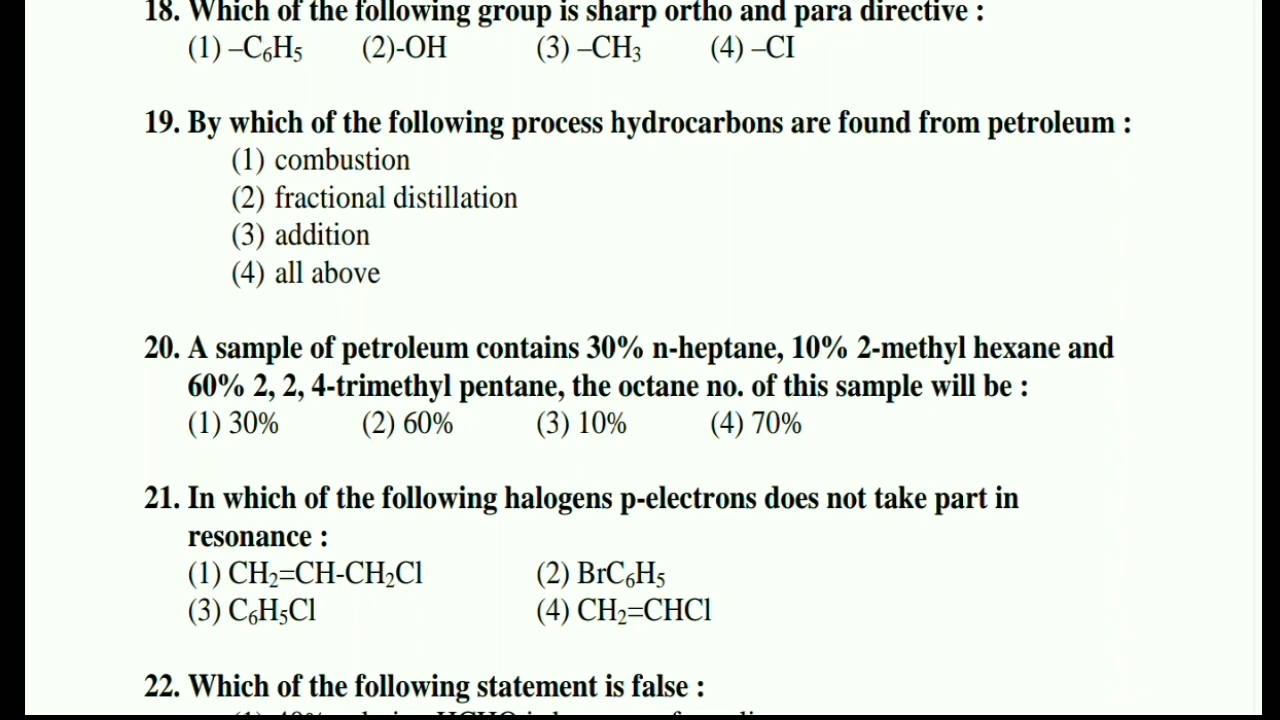 18. Which of the following group is sharp ortho and para directive :
(1) –C₆H₅ (2)-OH (3) –CH₃ (4) –CI
19. By which of the following process hydrocarbons are found from petroleum :
(1) combustion
(2) fractional distillation
(3) addition
(4) all above
20. A sample of petroleum contains 30% n-heptane, 10% 2-methyl hexane and
60% 2, 2, 4-trimethyl pentane, the octane no. of this sample will be :
(1) 30% (2) 60% (3) 10% (4) 70%
21. In which of the following halogens p-electrons does not take part in
resonance :
(1) CH₂=CH-CH₂Cl (2) BrC₆H₅
(3) C₆H₅Cl (4) CH₂=CHCl
22. Which of the following statement is false :